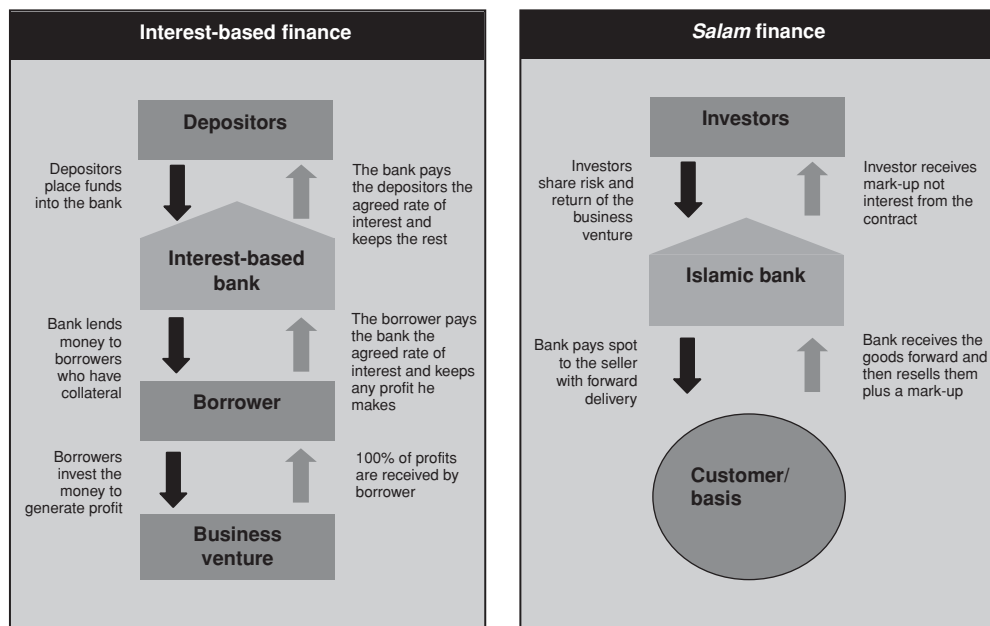 Interest-based finance
Depositors
Depositors
place funds
into the bank
The bank pays
the depositors the
agreed rate of
interest and
keeps the rest
Interest-based
bank
Bank lends
money to
borrowers
who have
collateral
The borrower pays
the bank the
agreed rate of
interest and keeps
any profit he
makes
Borrower
Borrowers
invest the
money to
generate profit
100% of profits
are received by
borrower
Business
venture
Salam finance
Investors
Investors
share risk and
return of the
business
venture
Investor receives
mark-up not
interest from the
contract
Islamic bank
Bank pays spot
to the seller
with forward
delivery
Bank receives the
goods forward and
then resells them
plus a mark-up
Customer/
basis